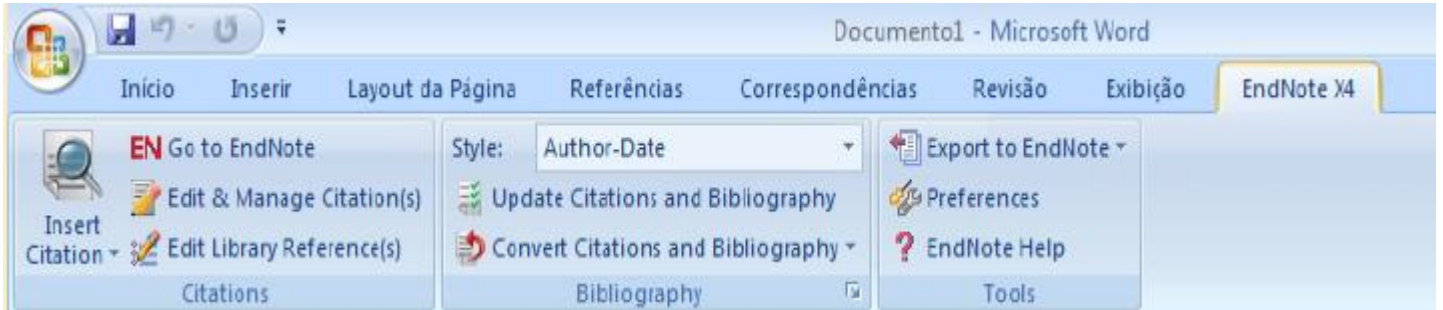 Documento1 - Microsoft Word
Início Inserir Layout da Página Referências Correspondências Revisão Exibição EndNote X4
EN Go to EndNote Style: Author-Date Export to EndNote
Edit & Manage Citation(s) Update Citations and Bibliography Preferences
Insert
Citation Edit Library Reference(s) Convert Citations and Bibliography ? EndNote Help
Citations Bibliography Tools